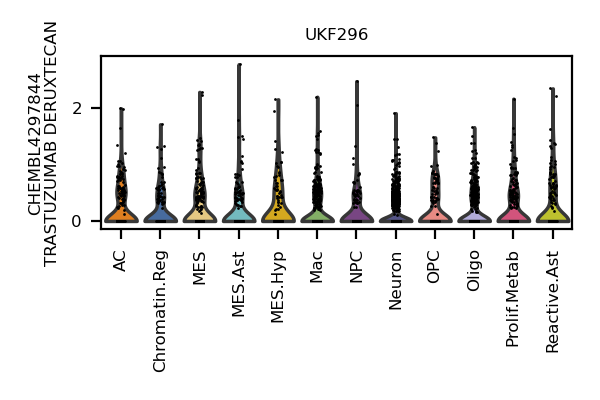 UKF296
CHEMBL4297844
TRASTUZUMAB DERUXTECAN
2
0
AC
Chromatin.Reg
MES
MES.Ast
MES.Hyp
Mac
NPC
Neuron
OPC
Oligo
Prolif.Metab
Reactive.Ast